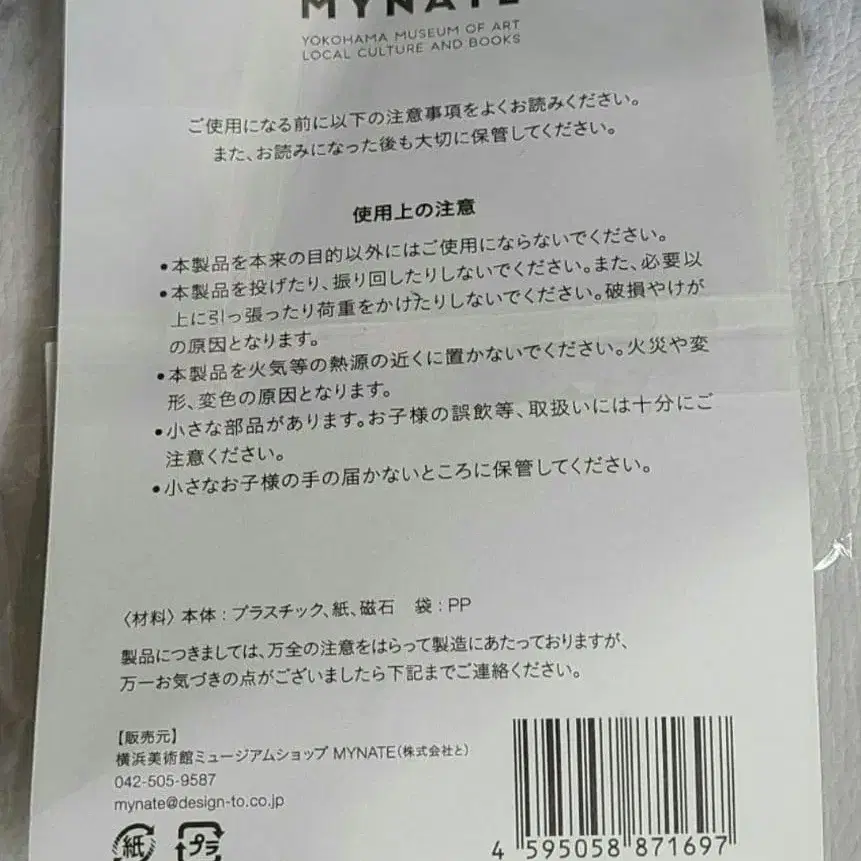 MYNATE
YOKOHAMA MUSEUM OF ART
LOCAL CULTURE AND BOOKS
ご使用になる前に以下の注意事項をよくお読みください。
また、お読みになった後も大切に保管してください。
使用上の注意
●本製品を本来の目的以外にはご使用にならないでください。
●本製品を投げたり、振り回したりしないでください。また、必要以
上に引っ張ったり荷重をかけたりしないでください。破損やけが
の原因となります。
●本製品を火気等の熱源の近くに置かないでください。火災や変
形、変色の原因となります。
●小さな部品があります。お子様の誤飲等、取扱いには十分にご
注意ください。
●小さなお子様の手の届かないところに保管してください。
〈材料〉本体:プラスチック、紙、磁石 袋:PP
製品につきましては、万全の注意をはらって製造にあたっておりますが、
万一お気づきの点がございましたら下記までご連絡ください。
【販売元】
横浜美術館ミュージアムショップ MYNATE(株式会社と)
042-505-9587
mynate@design-to.co.jp
紙 プラ
4 595058 871697